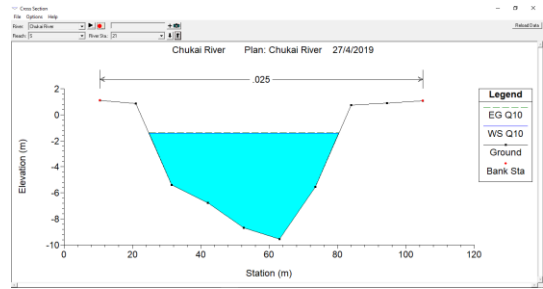 Cross Section
File Options Help
River: Chukai River
Reload Data
Reach: S River Sta.: 21
Chukai River Plan: Chukai River 27/4/2019
.025
Legend
EG Q10
WS Q10
Ground
Bank Sta
Elevation (m)
2
0
-2
-4
-6
-8
-10
0 20 40 60 80 100 120
Station (m)